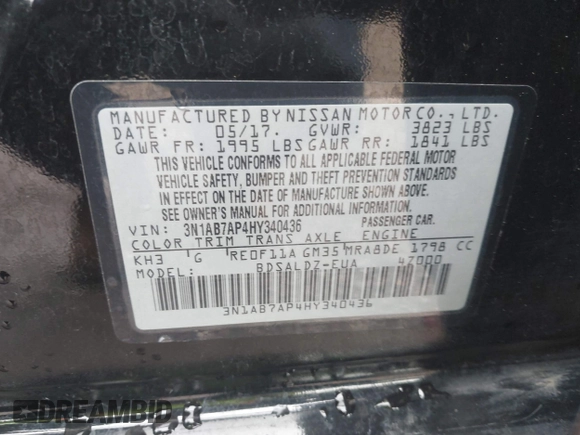 MANUFACTURED BY NISSAN MOTOR CO., LTD.
DATE: 05/17. GVWR: 3823 LBS
GAWR FR: 1995 LBS GAWR RR: 1841 LBS
THIS VEHICLE CONFORMS TO ALL APPLICABLE FEDERAL MOTOR
VEHICLE SAFETY, BUMPER AND THEFT PREVENTION STANDARDS
IN EFFECT ON THE DATE OF MANUFACTURE SHOWN ABOVE.
SEE OWNER'S MANUAL FOR ADDITIONAL INFORMATION.
VIN: 3N1AB7AP4HY340436 PASSENGER CAR.
COLOR TRIM TRANS AXLE ENGINE
KH3 G RE0F11A GM35 MRA8DE 1798 CC
MODEL: BDSALDZ-EUA 4Z000
3N1AB7AP4HY340436
DREAMBID